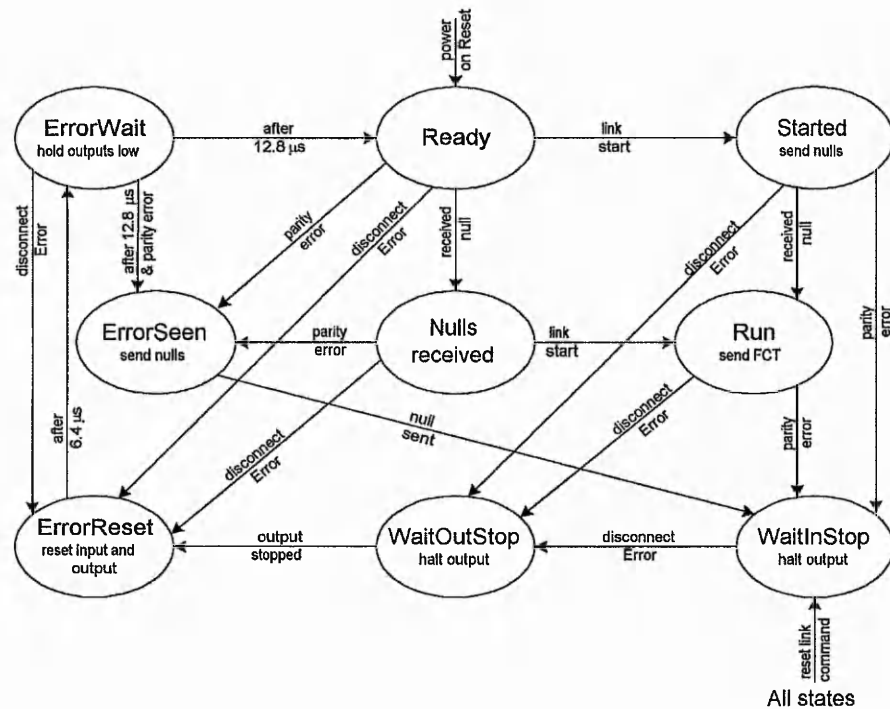 power
on Reset
ErrorWait
hold outputs low
after
12.8 µs
Ready
link
start
Started
send nulls
disconnect
Error
after 12.8 µs
& parity error
parity
error
disconnect
Error
received
null
disconnect
Error
received
null
parity
error
ErrorSeen
send nulls
parity
error
Nulls
received
link
start
Run
send FCT
after
6.4 µs
null
sent
disconnect
Error
disconnect
Error
parity
error
ErrorReset
reset input and
output
output
stopped
WaitOutStop
halt output
disconnect
Error
WaitInStop
halt output
reset link
command
All states